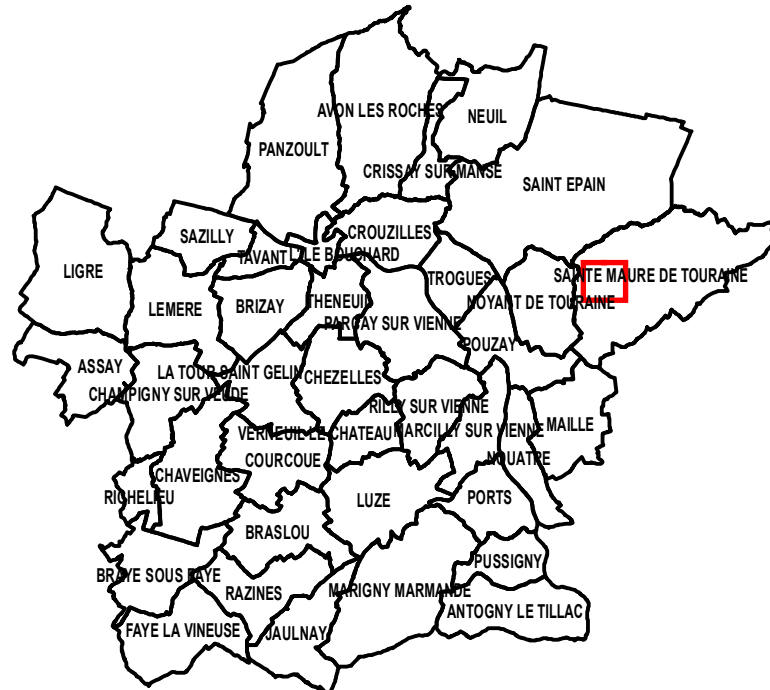 AVON LES ROCHES
NEUIL
PANZOULT
CRISSAY SUR MANSE
SAINT EPAIN
SAZILLY
CROUZILLES
TAVANT
L'ILE BOUCHARD
LIGRE
TROGUES
SAINTE MAURE DE TOURAINE
LEMERE
BRIZAY
THENEUIL
NOYANT DE TOURAINE
PARCAY SUR VIENNE
POUZAY
ASSAY
LA TOUR SAINT GELIN
CHEZELLES
CHAMPIGNY SUR VEUDE
RILLY SUR VIENNE
VERNEUIL LE CHATEAU
MARCILLY SUR VIENNE
MAILLE
COURCOUE
NOUATRE
CHAVEIGNES
RICHELIEU
LUZE
PORTS
BRASLOU
PUSSIGNY
BRAYE SOUS FAYE
RAZINES
MARIGNY MARMANDE
ANTOGNY LE TILLAC
FAYE LA VINEUSE
JAULNAY